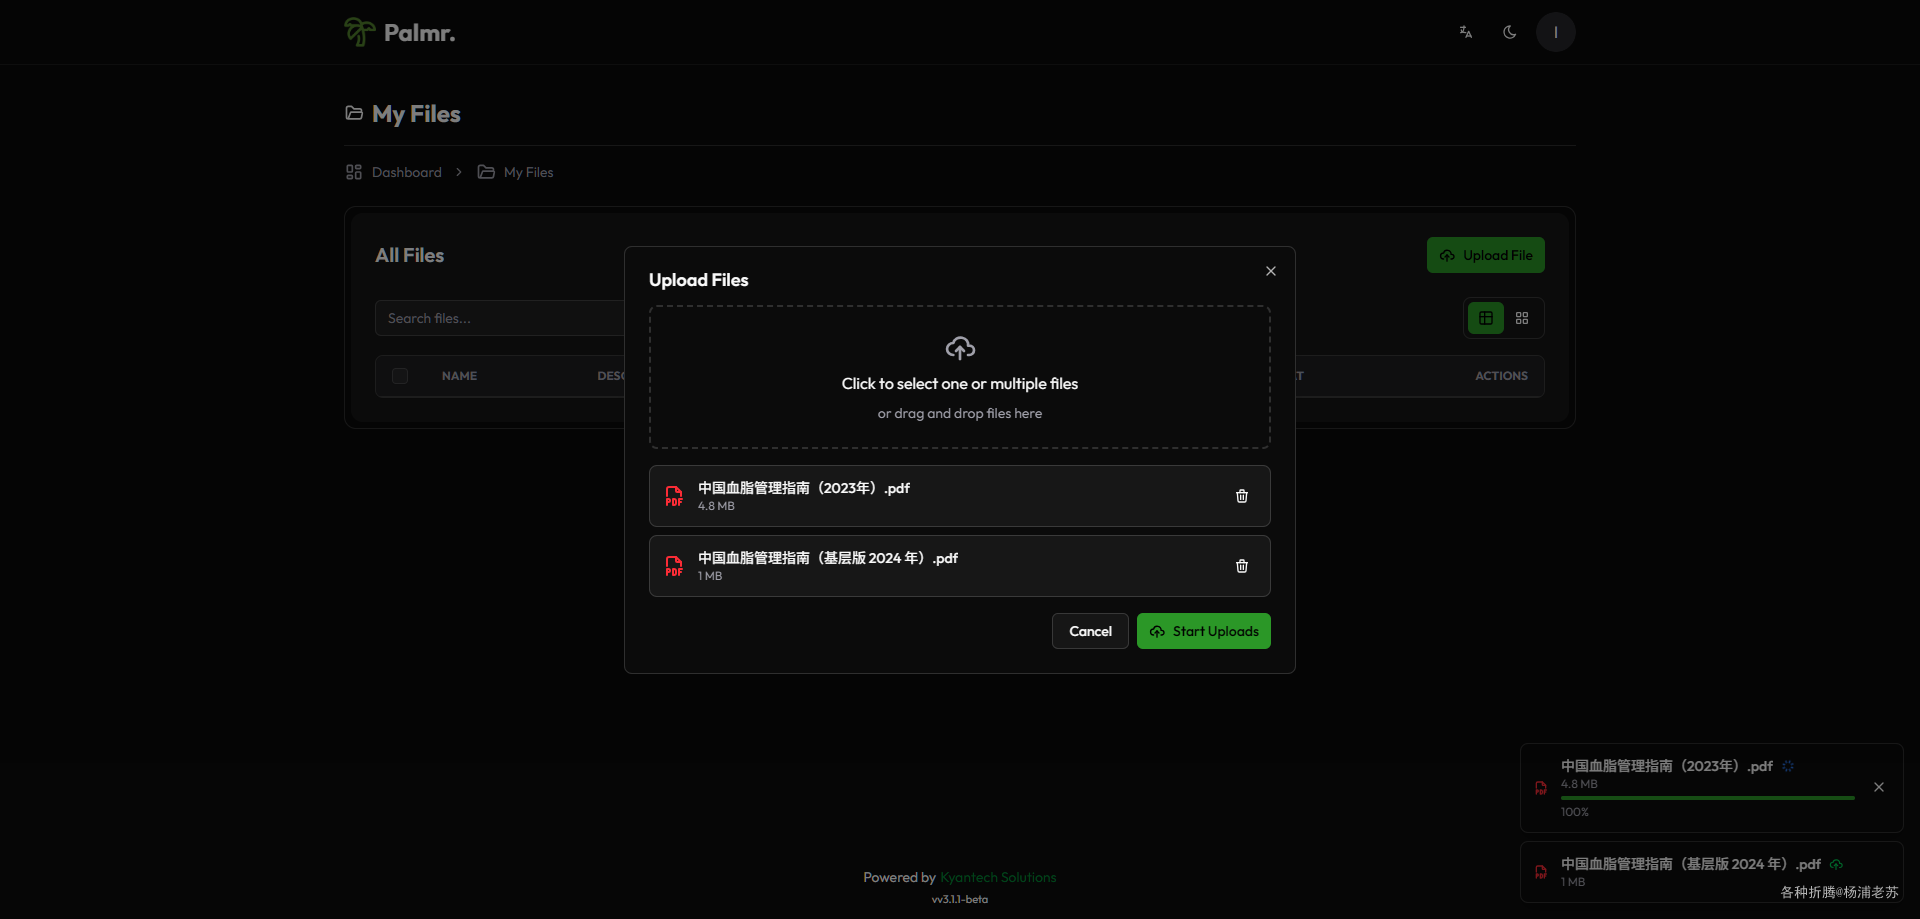 Palmr.
I
My Files
Dashboard
My Files
All Files
Upload File
Search files...
NAME
DESC
T
ACTIONS
Upload Files
Click to select one or multiple files
or drag and drop files here
PDF
中国血脂管理指南（2023年）.pdf
4.8 MB
PDF
中国血脂管理指南（基层版 2024 年）.pdf
1 MB
Cancel
Start Uploads
PDF
中国血脂管理指南（2023年）.pdf
4.8 MB
100%
PDF
中国血脂管理指南（基层版 2024 年）.pdf
1 MB
Powered by Kyantech Solutions
vv3.1.1-beta
各种折腾@杨浦老苏